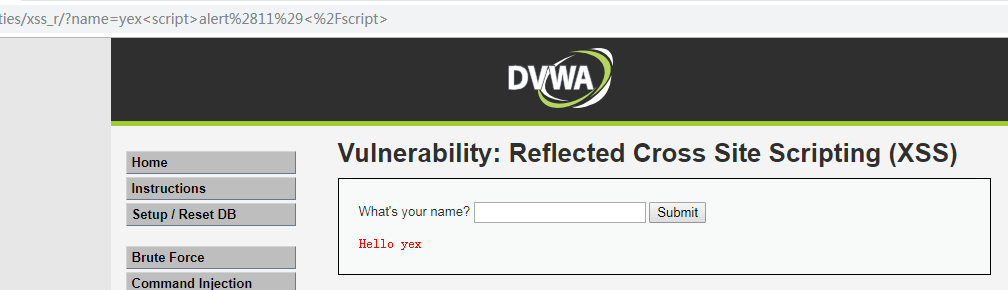 ties/xss_r/?name=yex<script>alert%2811%29<%2Fscript>
DVWA
Vulnerability: Reflected Cross Site Scripting (XSS)
Home
Instructions
Setup / Reset DB
Brute Force
Command Injection
What's your name? Submit
Hello yex